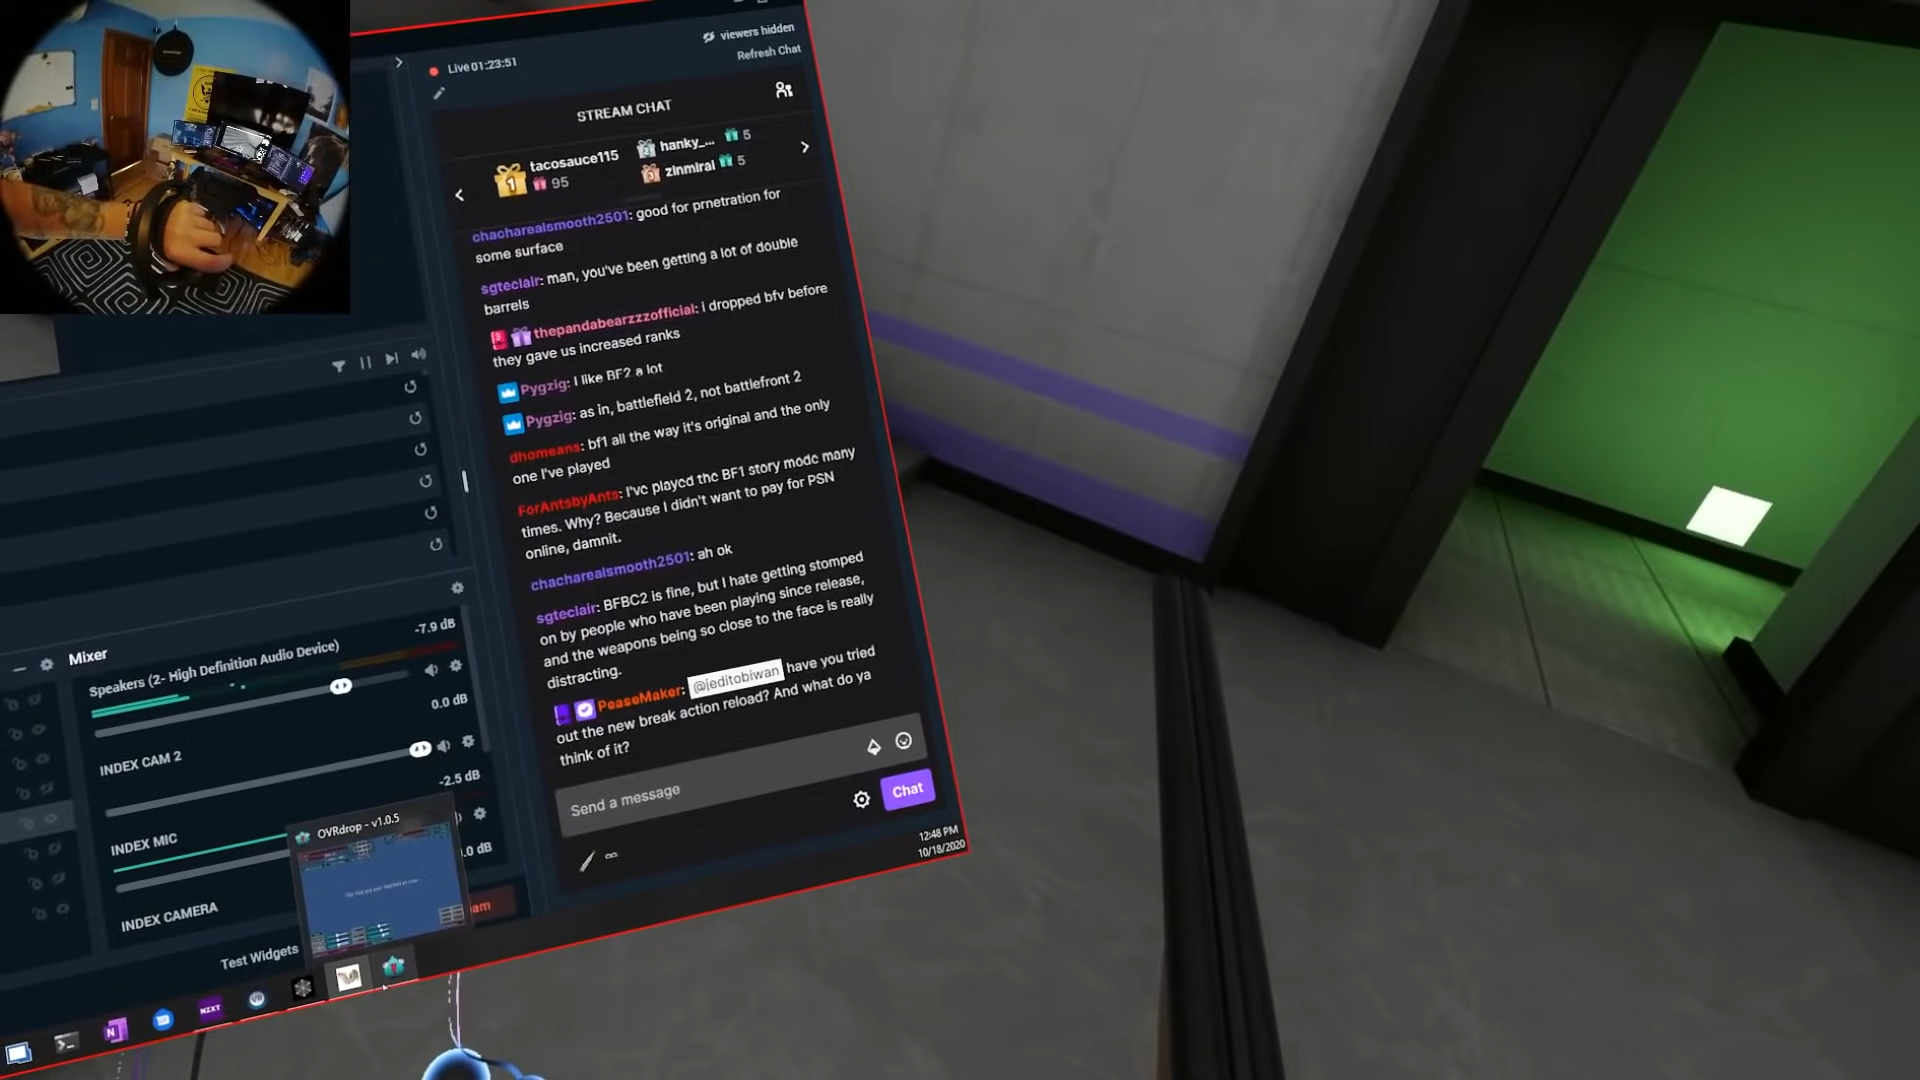 viewers hidden
Live 01:23:51
Refresh Chat
STREAM CHAT
tacosauce115
1
95
2
hanky_...
5
3
zinmirai
5
chacharealsmooth2501: good for prnetration for
some surface
sgteclair: man, you've been getting a lot of double
barrels
thepandabearzzzofficial: i dropped bfv before
they gave us increased ranks
Pygzig: I like BF2 a lot
Pygzig: as in, battlefield 2, not battlefront 2
dhomeans: bf1 all the way it's original and the only
one I've played
ForAntsbyAnts: I've played the BF1 story mode many
times. Why? Because I didn't want to pay for PSN
online, damnit.
chacharealsmooth2501: ah ok
sgteclair: BFBC2 is fine, but I hate getting stomped
on by people who have been playing since release,
and the weapons being so close to the face is really
distracting.
PeaseMaker: @jeditobiwan have you tried
out the new break action reload? And what do ya
think of it?
Send a message
Chat
12:48 PM
10/18/2020
Mixer
Speakers (2- High Definition Audio Device)
-7.9 dB
INDEX CAM 2
0.0 dB
INDEX MIC
-2.5 dB
INDEX CAMERA
.0 dB
OVRdrop - v1.0.5
eam
Test Widgets
NZXT
N